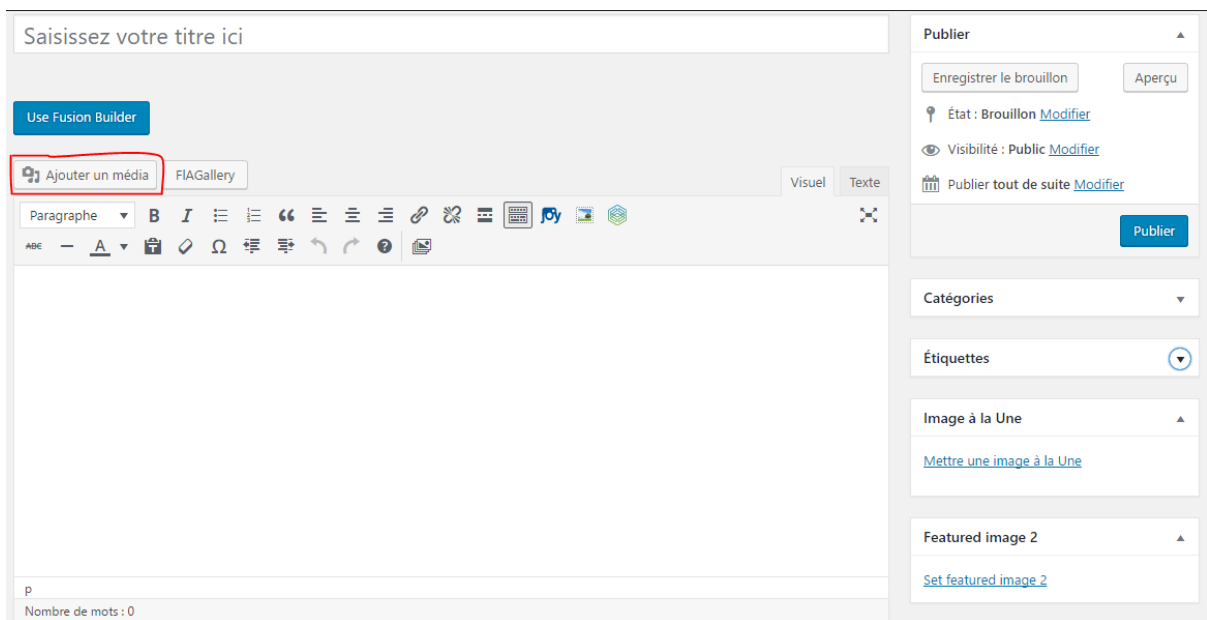 Saisissez votre titre ici
Use Fusion Builder
Ajouter un média
FlAGallery
Visuel
Texte
Paragraphe
B
I
ABE
A
Ω
p
Nombre de mots : 0
Publier
Enregistrer le brouillon
Aperçu
État : Brouillon Modifier
Visibilité : Public Modifier
Publier tout de suite Modifier
Publier
Catégories
Étiquettes
Image à la Une
Mettre une image à la Une
Featured image 2
Set featured image 2